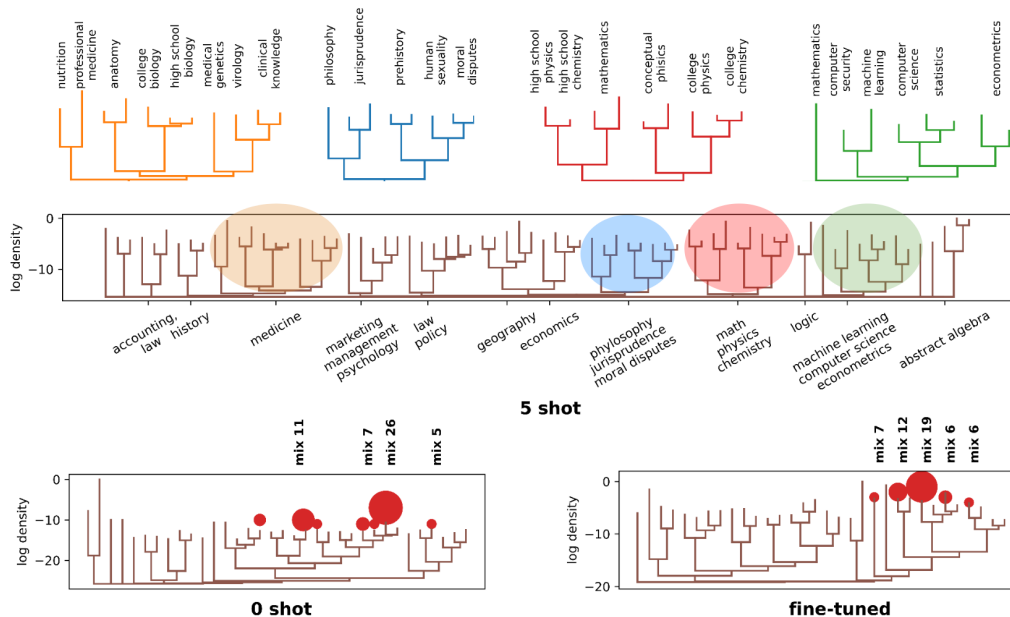 nutrition
professional
medicine
anatomy
college
biology
high school
biology
medical
genetics
virology
clinical
knowledge
philosophy
jurisprudence
prehistory
human
sexuality
moral
disputes
high school
physics
high school
chemistry
mathematics
conceptual
phisics
college
physics
college
chemistry
mathematics
computer
security
machine
learning
computer
science
statistics
econometrics
log density
0
−10
accounting,
law
history
medicine
marketing
management
psychology
law
policy
geography
economics
phylosophy
jurisprudence
moral disputes
math
physics
chemistry
logic
machine learning
computer science
econometrics
abstract algebra
5 shot
mix 11
mix 7
mix 26
mix 5
log density
0
−10
−20
0 shot
mix 7
mix 12
mix 19
mix 6
mix 6
log density
0
−10
−20
fine-tuned